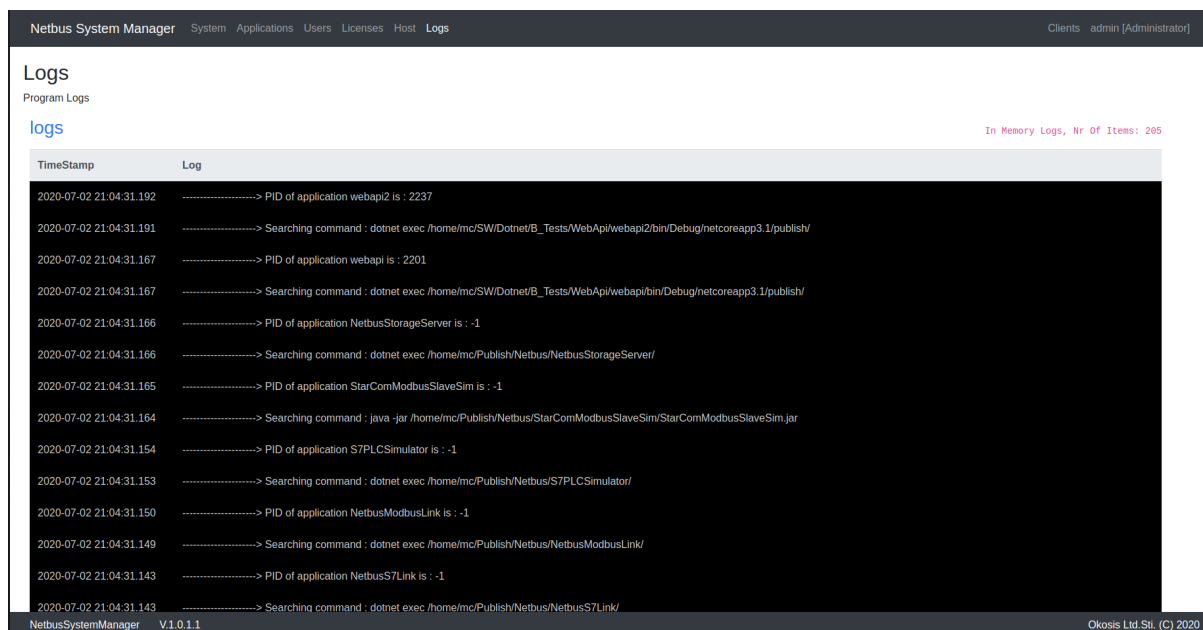 Netbus System Manager System Applications Users Licenses Host Logs Clients admin [Administrator]
Logs
Program Logs
logs In Memory Logs, Nr Of Items: 205
TimeStamp Log
2020-07-02 21:04:31.192 ---------------------> PID of application webapi2 is : 2237
2020-07-02 21:04:31.191 ---------------------> Searching command : dotnet exec /home/mc/SW/Dotnet/B_Tests/WebApi/webapi2/bin/Debug/netcoreapp3.1/publish/
2020-07-02 21:04:31.167 ---------------------> PID of application webapi is : 2201
2020-07-02 21:04:31.167 ---------------------> Searching command : dotnet exec /home/mc/SW/Dotnet/B_Tests/WebApi/webapi/bin/Debug/netcoreapp3.1/publish/
2020-07-02 21:04:31.166 ---------------------> PID of application NetbusStorageServer is : -1
2020-07-02 21:04:31.166 ---------------------> Searching command : dotnet exec /home/mc/Publish/Netbus/NetbusStorageServer/
2020-07-02 21:04:31.165 ---------------------> PID of application StarComModbusSlaveSim is : -1
2020-07-02 21:04:31.164 ---------------------> Searching command : java -jar /home/mc/Publish/Netbus/StarComModbusSlaveSim/StarComModbusSlaveSim.jar
2020-07-02 21:04:31.154 ---------------------> PID of application S7PLCSimulator is : -1
2020-07-02 21:04:31.153 ---------------------> Searching command : dotnet exec /home/mc/Publish/Netbus/S7PLCSimulator/
2020-07-02 21:04:31.150 ---------------------> PID of application NetbusModbusLink is : -1
2020-07-02 21:04:31.149 ---------------------> Searching command : dotnet exec /home/mc/Publish/Netbus/NetbusModbusLink/
2020-07-02 21:04:31.143 ---------------------> PID of application NetbusS7Link is : -1
2020-07-02 21:04:31.143 ---------------------> Searching command : dotnet exec /home/mc/Publish/Netbus/NetbusS7Link/
NetbusSystemManager V.1.0.1.1 Okosis Ltd.Sti. (C) 2020